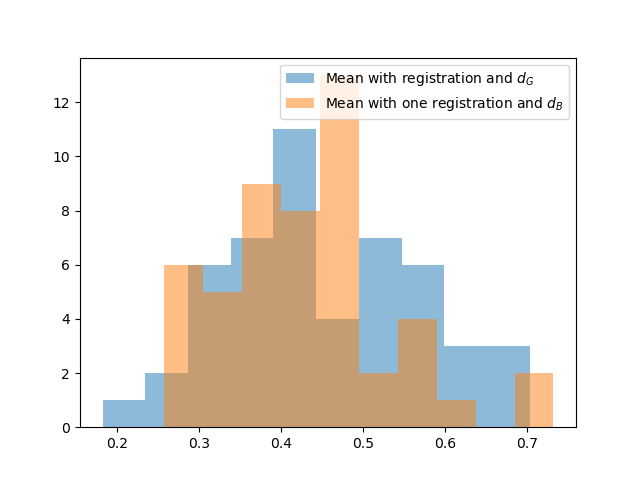 Mean with registration and d_G
Mean with one registration and d_B
12
10
8
6
4
2
0
0.2 0.3 0.4 0.5 0.6 0.7